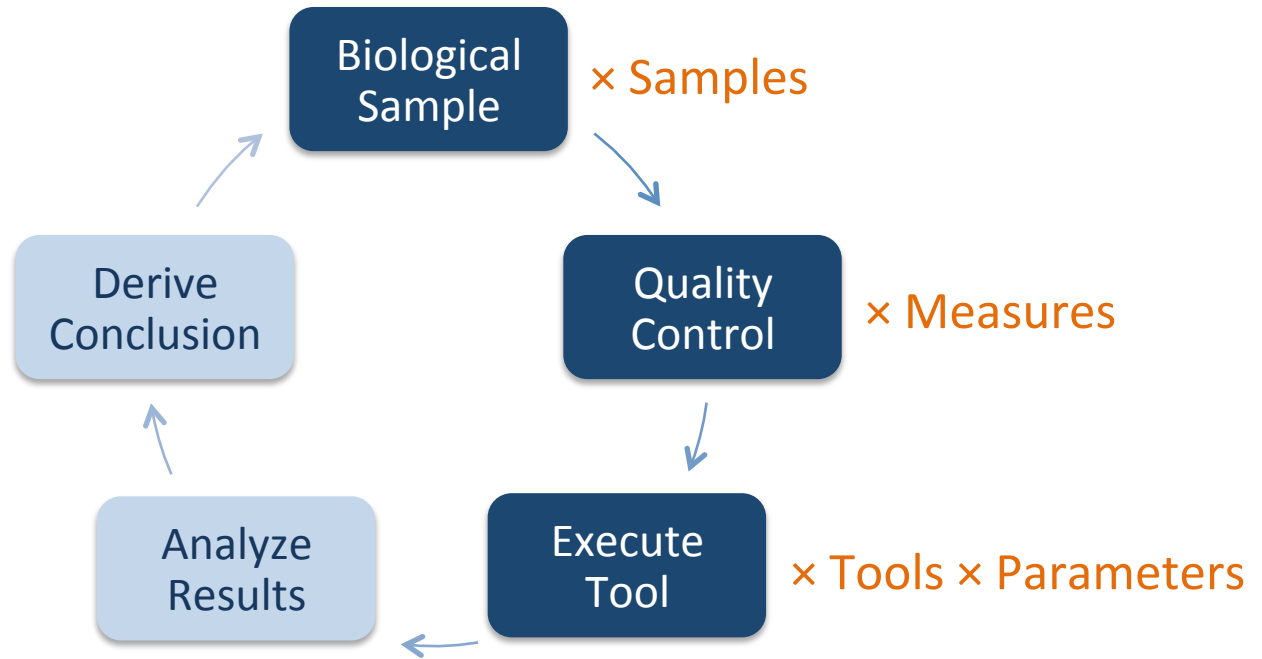 Biological
Sample
× Samples
Quality
Control
× Measures
Execute
Tool
× Tools × Parameters
Analyze
Results
Derive
Conclusion